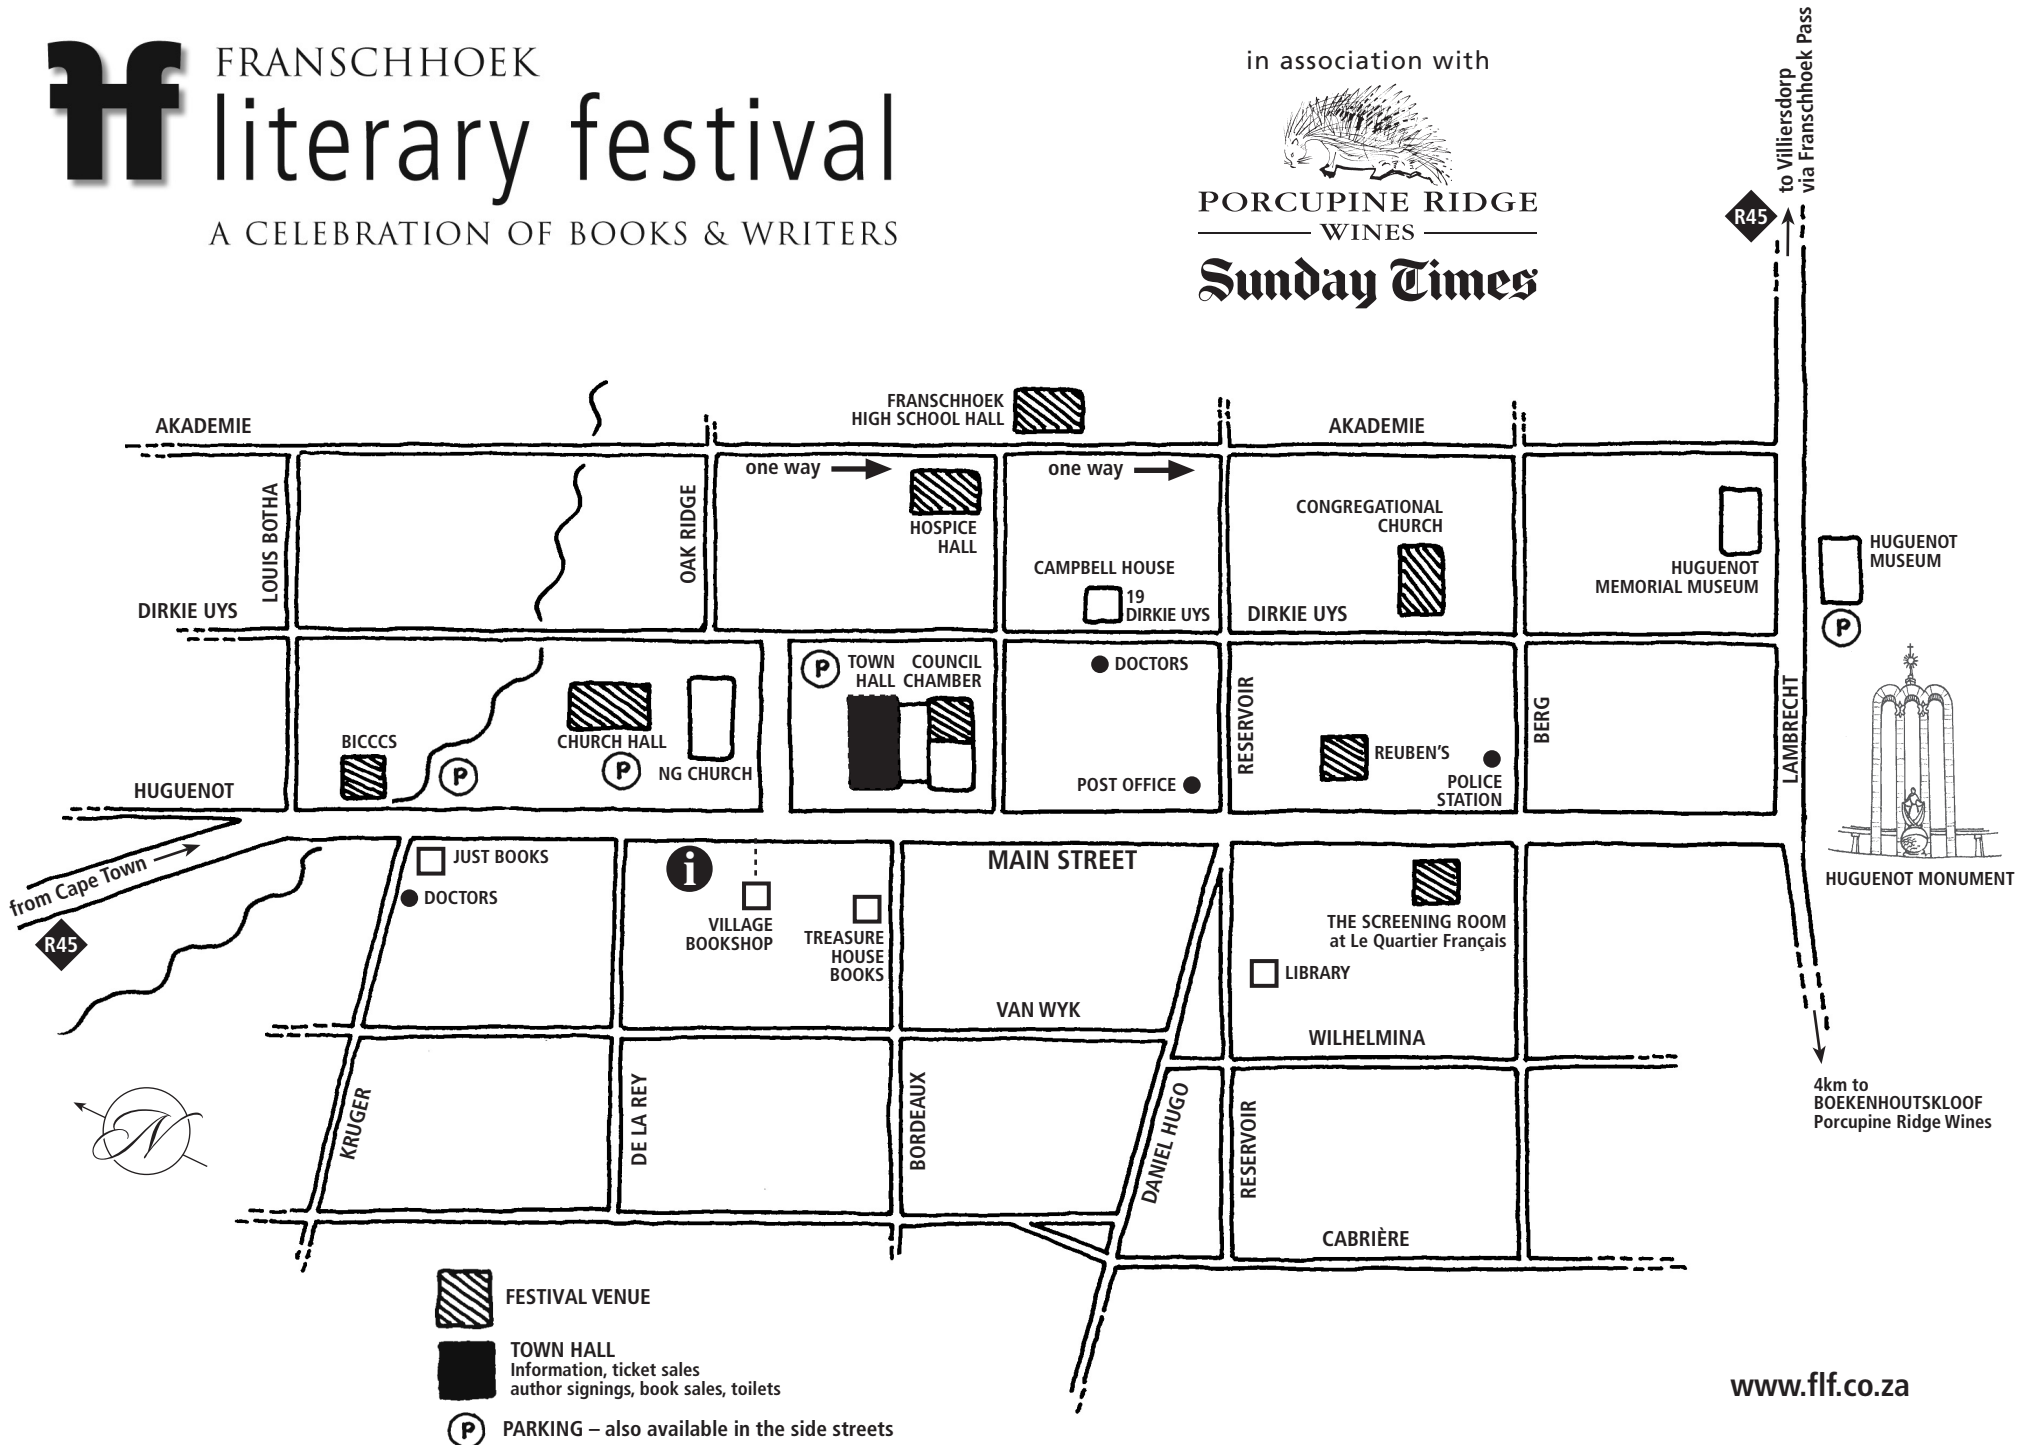 FRANSCHHOEK
literary festival
A CELEBRATION OF BOOKS & WRITERS
in association with
PORCUPINE RIDGE
WINES
Sunday Times
to Villiersdorp
via Franschhoek Pass
R45
FRANSCHHOEK
HIGH SCHOOL HALL
AKADEMIE
AKADEMIE
one way
one way
LOUIS BOTHA
OAK RIDGE
HOSPICE
HALL
CONGREGATIONAL
CHURCH
CAMPBELL HOUSE
19
DIRKIE UYS
HUGUENOT
MEMORIAL MUSEUM
HUGUENOT
MUSEUM
P
DIRKIE UYS
DIRKIE UYS
P
TOWN
HALL
COUNCIL
CHAMBER
DOCTORS
RESERVOIR
BERG
LAMBRECHT
BICCCS
P
CHURCH HALL
P
NG CHURCH
POST OFFICE
REUBEN'S
POLICE
STATION
HUGUENOT
from Cape Town
R45
JUST BOOKS
DOCTORS
i
VILLAGE
BOOKSHOP
TREASURE
HOUSE
BOOKS
MAIN STREET
THE SCREENING ROOM
at Le Quartier Français
LIBRARY
HUGUENOT MONUMENT
VAN WYK
WILHELMINA
N
KRUGER
DE LA REY
BORDEAUX
DANIEL HUGO
RESERVOIR
CABRIÈRE
4km to
BOEKENHOUTSKLOOF
Porcupine Ridge Wines
FESTIVAL VENUE
TOWN HALL
Information, ticket sales
author signings, book sales, toilets
P PARKING – also available in the side streets
www.flf.co.za